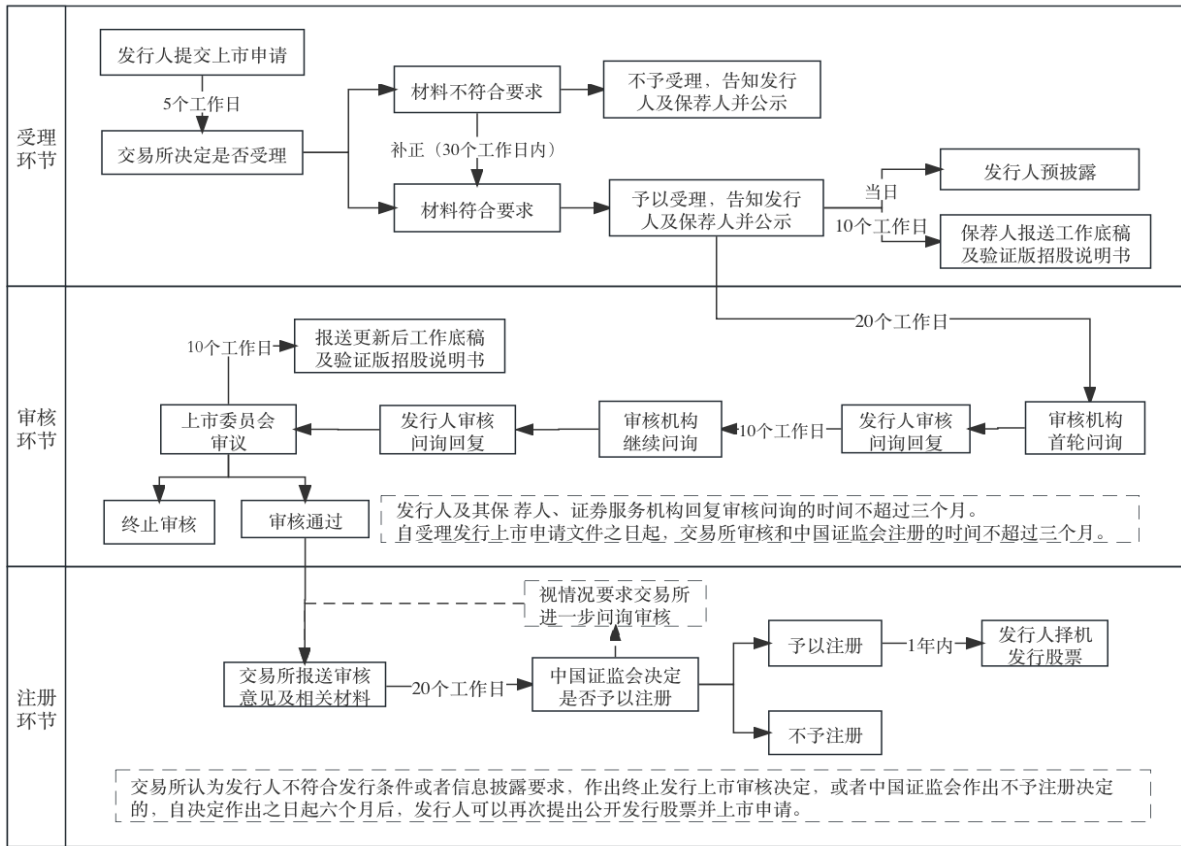 受理
环节
发行人提交上市申请
5个工作日
交易所决定是否受理
材料不符合要求
补正（30个工作日内）
材料符合要求
不予受理，告知发行
人及保荐人并公示
予以受理，告知发行
人及保荐人并公示
当日
10个工作日
发行人预披露
保荐人报送工作底稿
及验证版招股说明书
审核
环节
20个工作日
10个工作日
报送更新后工作底稿
及验证版招股说明书
上市委员会
审议
发行人审核
问询回复
审核机构
继续问询
10个工作日
发行人审核
问询回复
审核机构
首轮问询
终止审核
审核通过
发行人及其保 荐人、证券服务机构回复审核问询的时间不超过三个月。
自受理发行上市申请文件之日起，交易所审核和中国证监会注册的时间不超过三个月。
注册
环节
视情况要求交易所
进一步问询审核
交易所报送审核
意见及相关材料
20个工作日
中国证监会决定
是否予以注册
予以注册
1年内
发行人择机
发行股票
不予注册
交易所认为发行人不符合发行条件或者信息披露要求，作出终止发行上市审核决定，或者中国证监会作出不予注册决定
的，自决定作出之日起六个月后，发行人可以再次提出公开发行股票并上市申请。